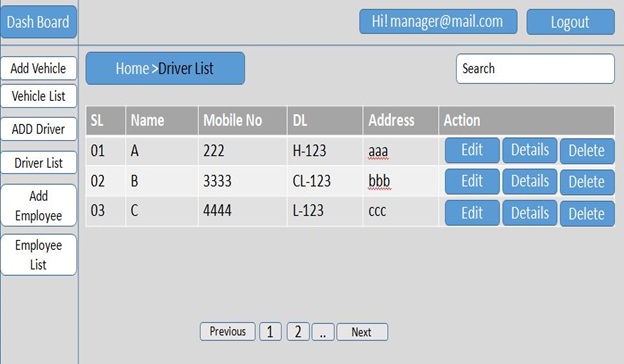 Dash Board
Hi! manager@mail.com
Logout
Add Vehicle
Vehicle List
ADD Driver
Driver List
Add
Employee
Employee
List
Home >Driver List
Search
SL Name Mobile No DL Address Action
01 A 222 H-123 aaa Edit Details Delete
02 B 3333 CL-123 bbb Edit Details Delete
03 C 4444 L-123 ccc Edit Details Delete
Previous 1 2 .. Next